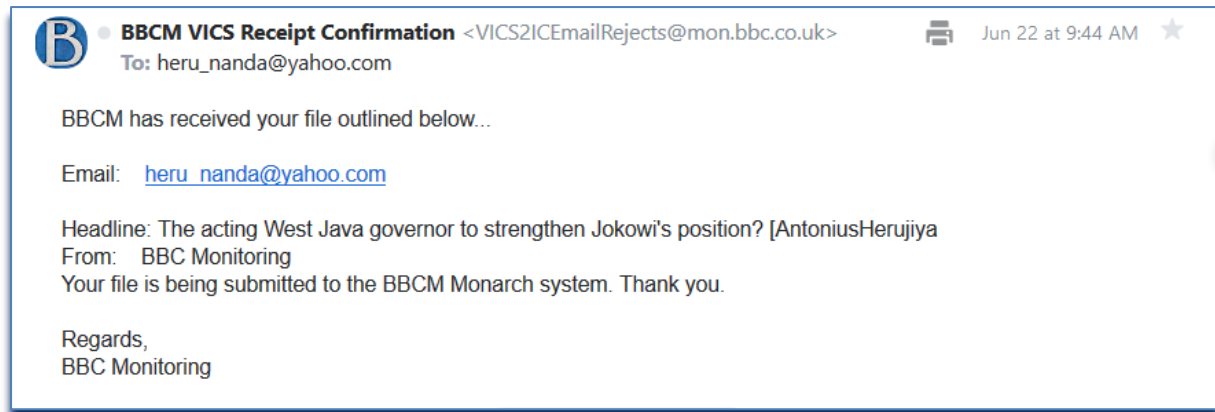 B BBCM VICS Receipt Confirmation <VICS2ICEmailRejects@mon.bbc.co.uk> Jun 22 at 9:44 AM
To: heru_nanda@yahoo.com
BBCM has received your file outlined below...
Email: heru_nanda@yahoo.com
Headline: The acting West Java governor to strengthen Jokowi's position? [AntoniusHerujiya
From: BBC Monitoring
Your file is being submitted to the BBCM Monarch system. Thank you.
Regards,
BBC Monitoring